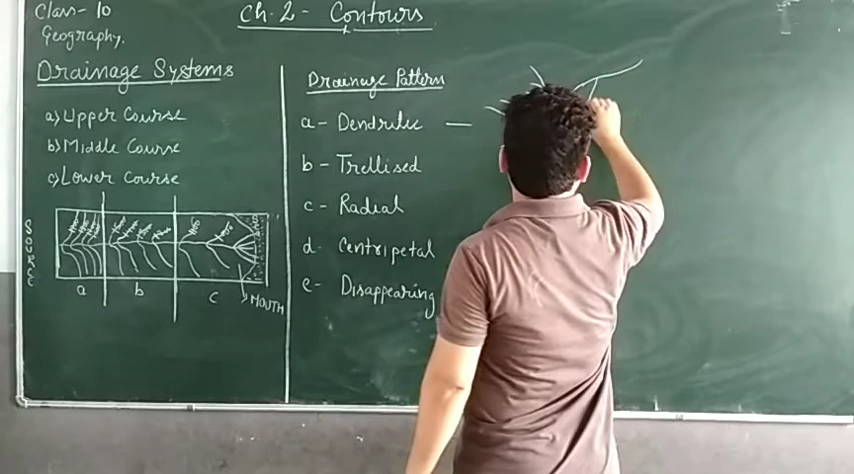 Class- 10
Geography.
Ch. 2 - Contours
Drainage Systems
a) Upper Course
b) Middle Course
c) Lower Course
SOURCE
a
b
c
MOUTH
Drainage Pattern
a - Dendritic —
b - Trellised
c - Radial
d. Centripetal
e- Disappearing